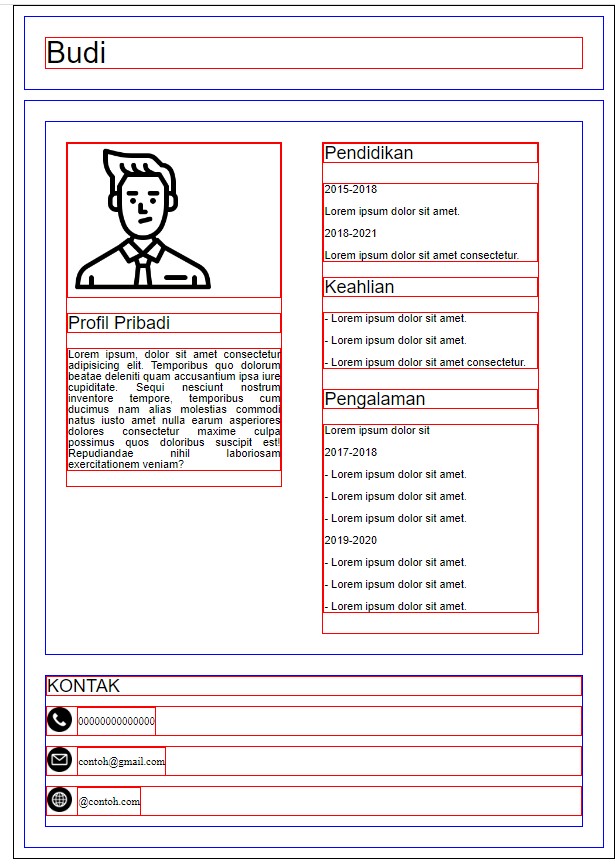 Budi
Profil Pribadi
Lorem ipsum, dolor sit amet consectetur
adipisicing elit. Temporibus quo dolorum
beatae deleniti quam accusantium ipsa iure
cupiditate. Sequi nesciunt nostrum
inventore tempore, temporibus cum
ducimus nam alias molestias commodi
natus iusto amet nulla earum asperiores
dolores consectetur maxime culpa
possimus quos doloribus suscipit est!
Repudiandae nihil laboriosam
exercitationem veniam?
Pendidikan
2015-2018
Lorem ipsum dolor sit amet.
2018-2021
Lorem ipsum dolor sit amet consectetur.
Keahlian
- Lorem ipsum dolor sit amet.
- Lorem ipsum dolor sit amet.
- Lorem ipsum dolor sit amet consectetur.
Pengalaman
Lorem ipsum dolor sit
2017-2018
- Lorem ipsum dolor sit amet.
- Lorem ipsum dolor sit amet.
- Lorem ipsum dolor sit amet.
2019-2020
- Lorem ipsum dolor sit amet.
- Lorem ipsum dolor sit amet.
- Lorem ipsum dolor sit amet.
KONTAK
00000000000000
contoh@gmail.com
@contoh.com